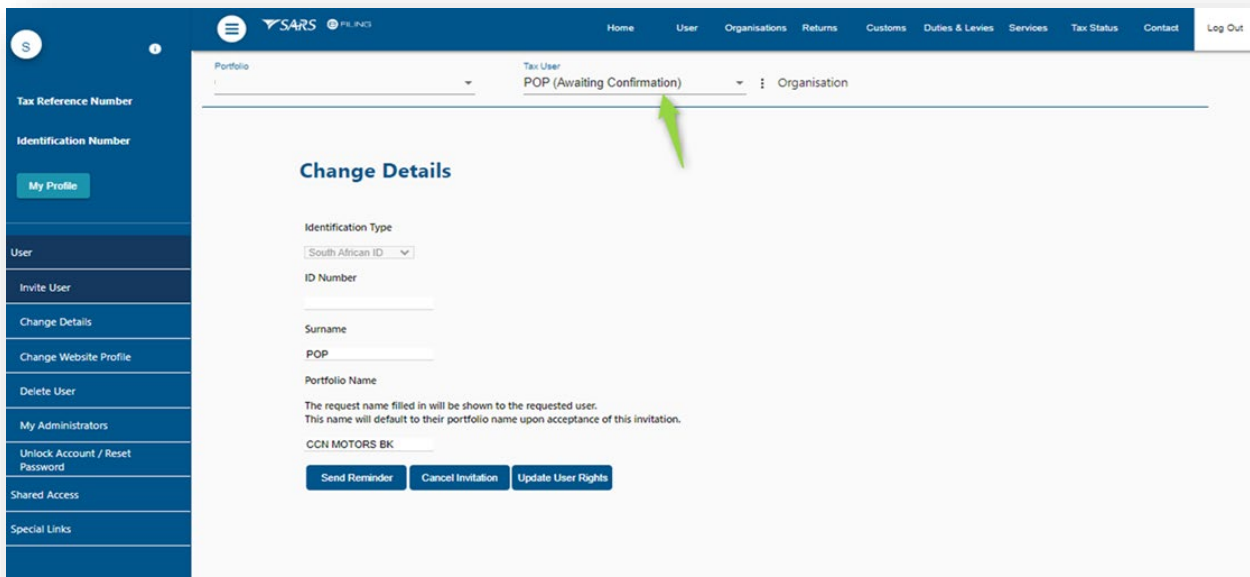 S
SARS e FILING
Home User Organisations Returns Customs Duties & Levies Services Tax Status Contact Log Out
Portfolio
Tax User
POP (Awaiting Confirmation)
Organisation
Tax Reference Number
Identification Number
My Profile
User
Invite User
Change Details
Change Website Profile
Delete User
My Administrators
Unlock Account / Reset
Password
Shared Access
Special Links
Change Details
Identification Type
South African ID
ID Number
Surname
POP
Portfolio Name
The request name filled in will be shown to the requested user.
This name will default to their portfolio name upon acceptance of this invitation.
CCN MOTORS BK
Send Reminder Cancel Invitation Update User Rights